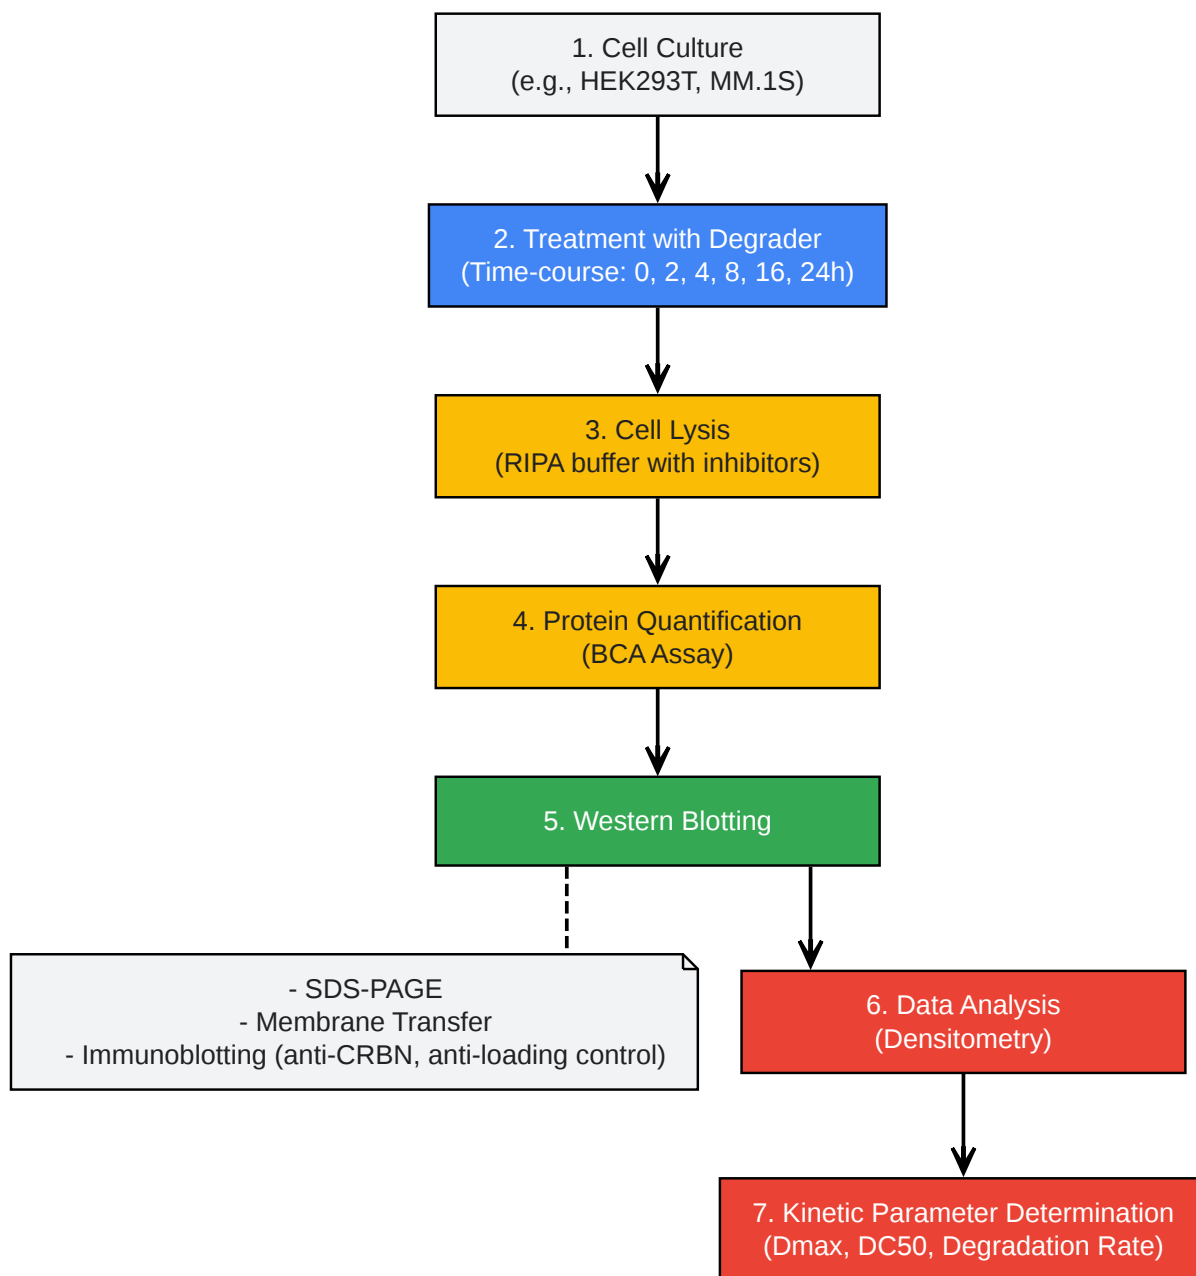 1. Cell Culture
(e.g., HEK293T, MM.1S)
2. Treatment with Degrader
(Time-course: 0, 2, 4, 8, 16, 24h)
3. Cell Lysis
(RIPA buffer with inhibitors)
4. Protein Quantification
(BCA Assay)
5. Western Blotting
- SDS-PAGE
- Membrane Transfer
- Immunoblotting (anti-CRBN, anti-loading control)
6. Data Analysis
(Densitometry)
7. Kinetic Parameter Determination
(Dmax, DC50, Degradation Rate)